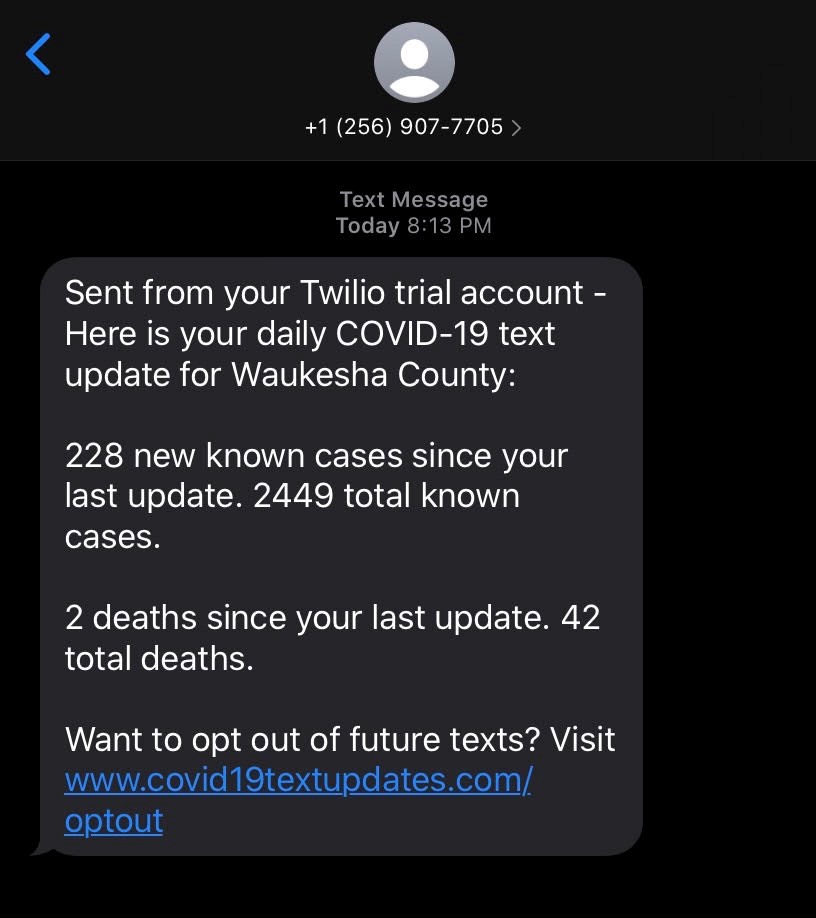 +1 (256) 907-7705
Text Message
Today 8:13 PM
Sent from your Twilio trial account -
Here is your daily COVID-19 text
update for Waukesha County:
228 new known cases since your
last update. 2449 total known
cases.
2 deaths since your last update. 42
total deaths.
Want to opt out of future texts? Visit
www.covid19textupdates.com/
optout